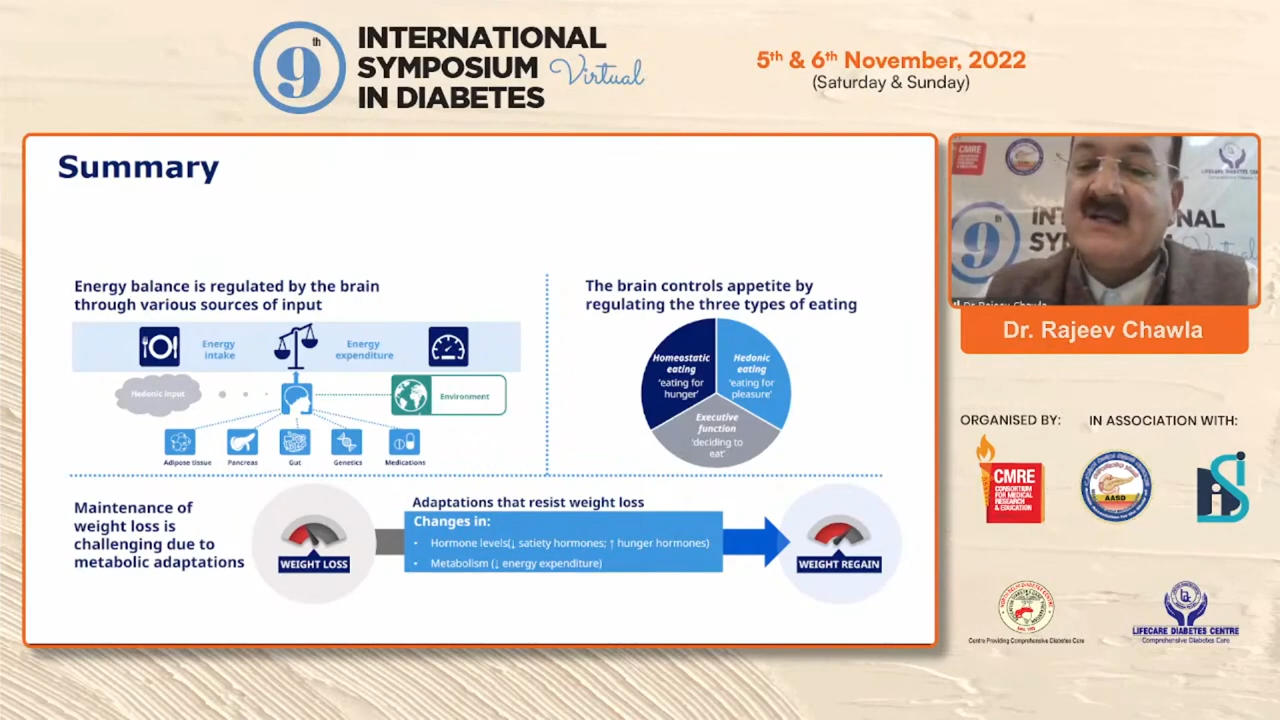 9th
INTERNATIONAL
SYMPOSIUM Virtual
IN DIABETES
5th & 6th November, 2022
(Saturday & Sunday)
Summary
Energy balance is regulated by the brain
through various sources of input
Energy
intake
Energy
expenditure
Hedonic input
Environment
Adipose tissue
Pancreas
Gut
Genetics
Medications
The brain controls appetite by
regulating the three types of eating
Homeostatic
eating
'eating for
hunger'
Hedonic
eating
'eating for
pleasure'
Executive
function
'deciding to
eat'
Maintenance of
weight loss is
challenging due to
metabolic adaptations
WEIGHT LOSS
Adaptations that resist weight loss
Changes in:
• Hormone levels(↓ satiety hormones; ↑ hunger hormones)
• Metabolism (↓ energy expenditure)
WEIGHT REGAIN
CMRE
9
Dr. Rajeev Chawla
Dr. Rajeev Chawla
ORGANISED BY:
IN ASSOCIATION WITH:
CMRE
CONSORTIUM
FOR MEDICAL
RESEARCH
& EDUCATION
AASD
Centre Providing Comprehensive Diabetes Care
LIFECARE DIABETES CENTRE
Comprehensive Diabetes Care